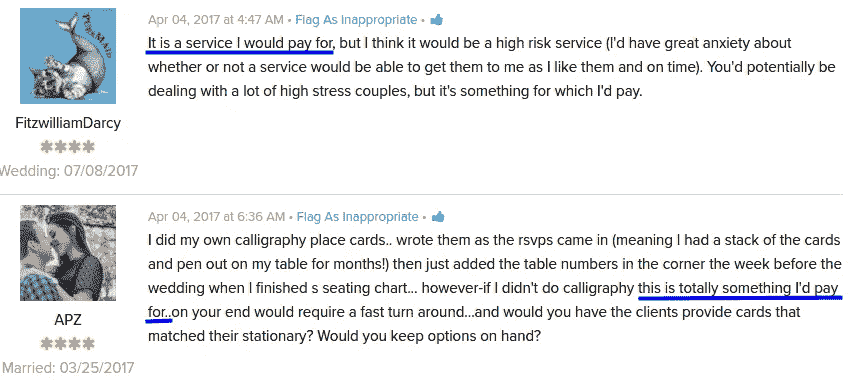 Apr 04, 2017 at 4:47 AM • Flag As Inappropriate •
It is a service I would pay for, but I think it would be a high risk service (I'd have great anxiety about
whether or not a service would be able to get them to me as I like them and on time). You'd potentially be
dealing with a lot of high stress couples, but it's something for which I'd pay.
PURRMAID
FitzwilliamDarcy
Wedding: 07/08/2017
Apr 04, 2017 at 6:36 AM • Flag As Inappropriate •
I did my own calligraphy place cards.. wrote them as the rsvps came in (meaning I had a stack of the cards
and pen out on my table for months!) then just added the table numbers in the corner the week before the
wedding when I finished s seating chart... however-if I didn't do calligraphy this is totally something I'd pay
for..on your end would require a fast turn around...and would you have the clients provide cards that
matched their stationary? Would you keep options on hand?
APZ
Married: 03/25/2017